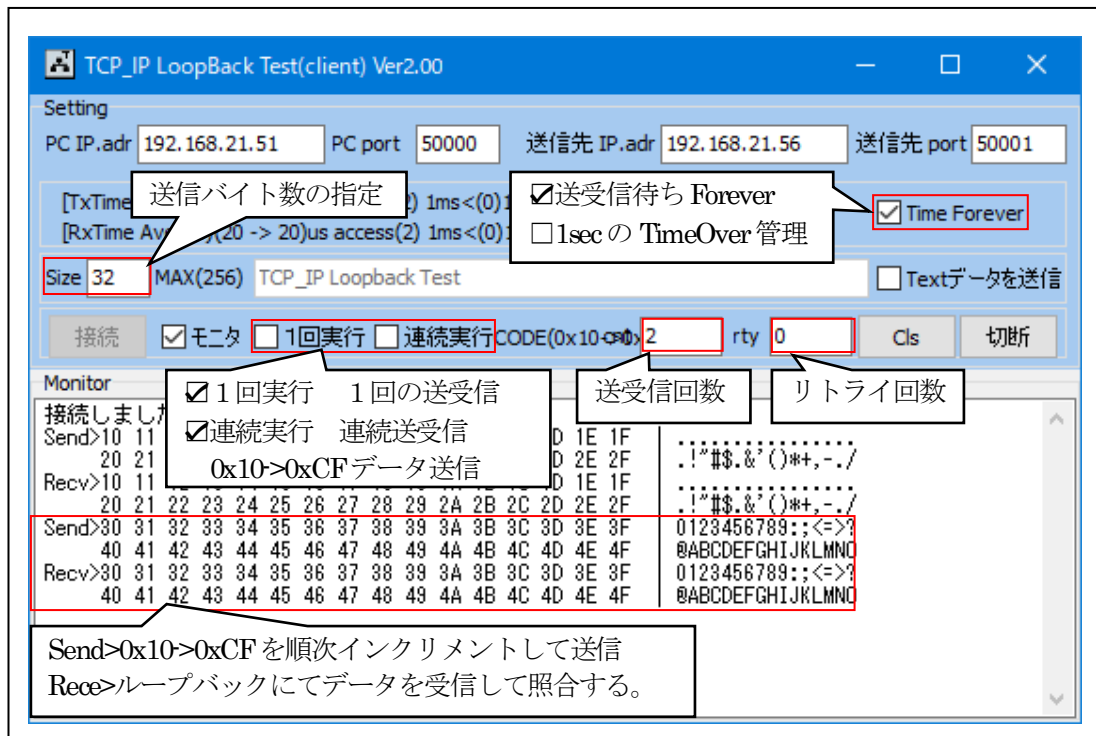 TCP_IP LoopBack Test(client) Ver2.00
Setting
PC IP.adr 192.168.21.51 PC port 50000 送信先 IP.adr 192.168.21.56 送信先 port 50001
送信バイト数の指定
☑送受信待ち Forever
□1sec の TimeOver 管理
[TxTime ) 1ms<(0)
Time Forever
[RxTime Av (20 -> 20)us access(2) 1ms<(0)
Size 32 MAX(256) TCP_IP Loopback Test Textデータを送信
接続 モニタ 1回実行 連続実行 CODE(0x10- 2 rty 0 Cls 切断
Monitor
☑１回実行 １回の送受信
☑連続実行 連続送受信
0x10->0xCFデータ送信
送受信回数
リトライ回数
接続しました
Send>10 11 D 1E 1F ................
20 21 D 2E 2F .!"#$.&'()*+,-./
Recv>10 11 D 1E 1F ................
20 21 22 23 24 25 26 27 28 29 2A 2B 2C 2D 2E 2F .!"#$.&'()*+,-./
Send>30 31 32 33 34 35 36 37 38 39 3A 3B 3C 3D 3E 3F 0123456789:;<=>?
40 41 42 43 44 45 46 47 48 49 4A 4B 4C 4D 4E 4F @ABCDEFGHIJKLMNO
Recv>30 31 32 33 34 35 36 37 38 39 3A 3B 3C 3D 3E 3F 0123456789:;<=>?
40 41 42 43 44 45 46 47 48 49 4A 4B 4C 4D 4E 4F @ABCDEFGHIJKLMNO
Send>0x10->0xCFを順次インクリメントして送信
Rece>ループバックにてデータを受信して照合する。